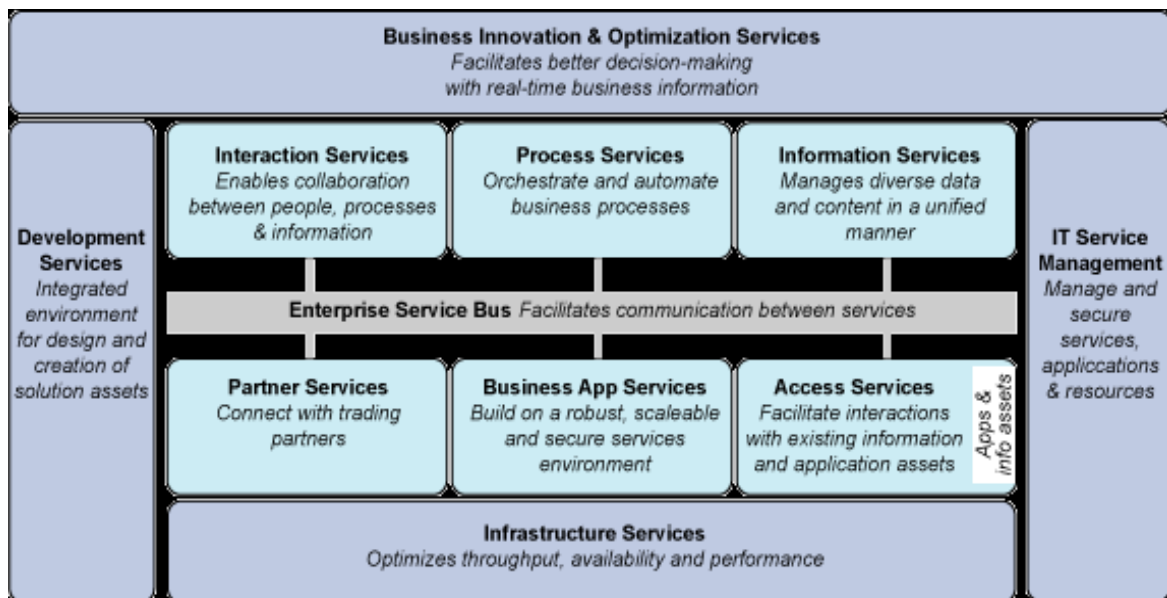 Business Innovation & Optimization Services
Facilitates better decision-making
with real-time business information
Development
Services
Integrated
environment
for design and
creation of
solution assets
Interaction Services
Enables collaboration
between people, processes
& information
Process Services
Orchestrate and automate
business processes
Information Services
Manages diverse data
and content in a unified
manner
IT Service
Management
Manage and
secure
services,
appliccations
& resources
Enterprise Service Bus Facilitates communication between services
Partner Services
Connect with trading
partners
Business App Services
Build on a robust, scaleable
and secure services
environment
Access Services
Facilitate interactions
with existing information
and application assets
Apps &
info assets
Infrastructure Services
Optimizes throughput, availability and performance